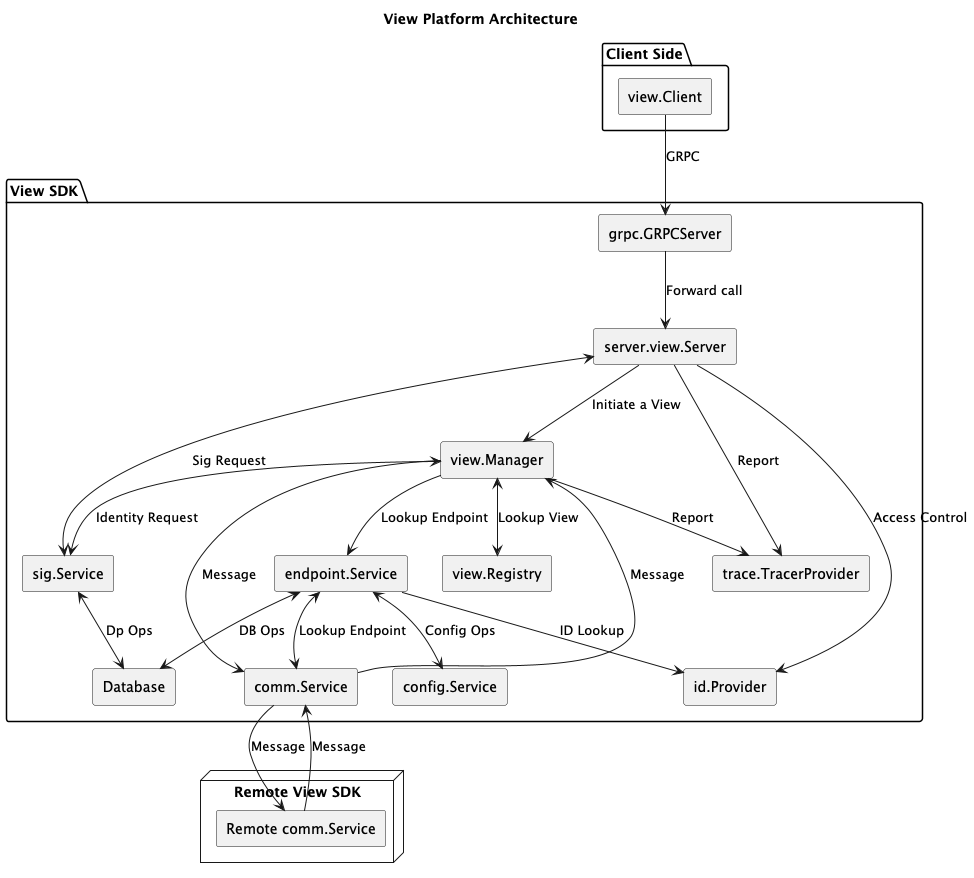 View Platform Architecture
Client Side
view.Client
GRPC
View SDK
grpc.GRPCServer
Forward call
server.view.Server
Initiate a View
Sig Request
view.Manager
Report
Identity Request
Lookup Endpoint
Lookup View
Report
Access Control
sig.Service
Message
endpoint.Service
view.Registry
Message
trace.TracerProvider
Dp Ops
DB Ops
Lookup Endpoint
Config Ops
ID Lookup
Database
comm.Service
config.Service
id.Provider
Message
Message
Remote View SDK
Remote comm.Service